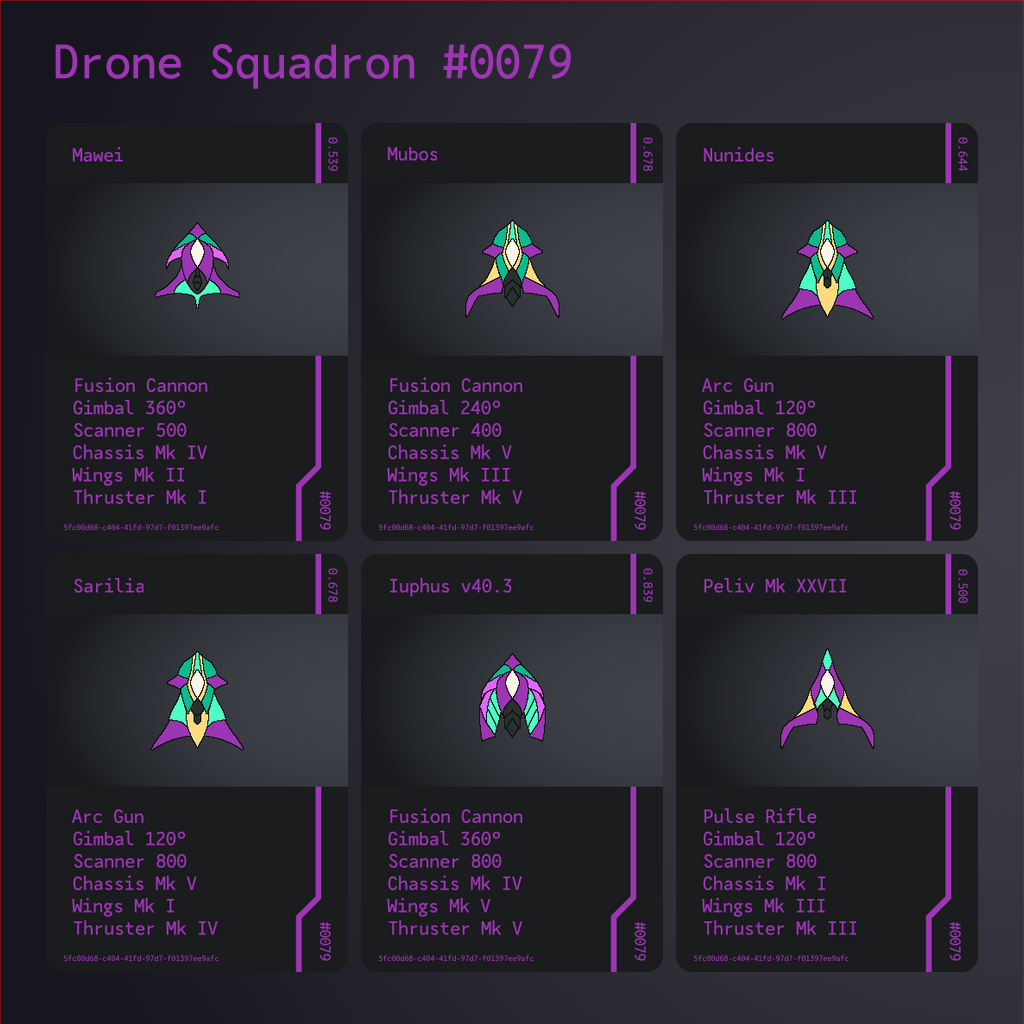 Drone Squadron #0079
Mawei
0.539
Fusion Cannon
Gimbal 360°
Scanner 500
Chassis Mk IV
Wings Mk II
Thruster Mk I
#0079
5fc00d68-c404-41fd-97d7-f01397ee9afc
Mubos
0.678
Fusion Cannon
Gimbal 240°
Scanner 400
Chassis Mk V
Wings Mk III
Thruster Mk V
#0079
5fc00d68-c404-41fd-97d7-f01397ee9afc
Nunides
0.644
Arc Gun
Gimbal 120°
Scanner 800
Chassis Mk V
Wings Mk I
Thruster Mk III
#0079
5fc00d68-c404-41fd-97d7-f01397ee9afc
Sarilia
0.678
Arc Gun
Gimbal 120°
Scanner 800
Chassis Mk V
Wings Mk I
Thruster Mk IV
#0079
5fc00d68-c404-41fd-97d7-f01397ee9afc
Iuphus v40.3
0.839
Fusion Cannon
Gimbal 360°
Scanner 800
Chassis Mk IV
Wings Mk V
Thruster Mk V
#0079
5fc00d68-c404-41fd-97d7-f01397ee9afc
Peliv Mk XXVII
0.500
Pulse Rifle
Gimbal 120°
Scanner 800
Chassis Mk I
Wings Mk III
Thruster Mk III
#0079
5fc00d68-c404-41fd-97d7-f01397ee9afc